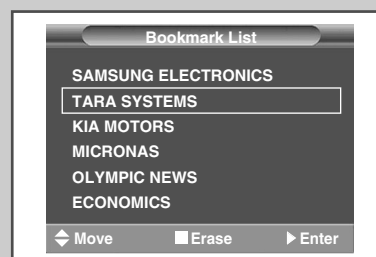 Bookmark List
SAMSUNG ELECTRONICS
TARA SYSTEMS
KIA MOTORS
MICRONAS
OLYMPIC NEWS
ECONOMICS
Move Erase Enter